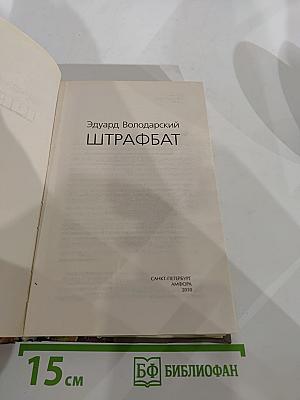 Эдуард Володарский
ШТРАФБАТ
САНКТ-ПЕТЕРБУРГ
АМФОРА
2010
15 см
БФ БИБЛИОФАН